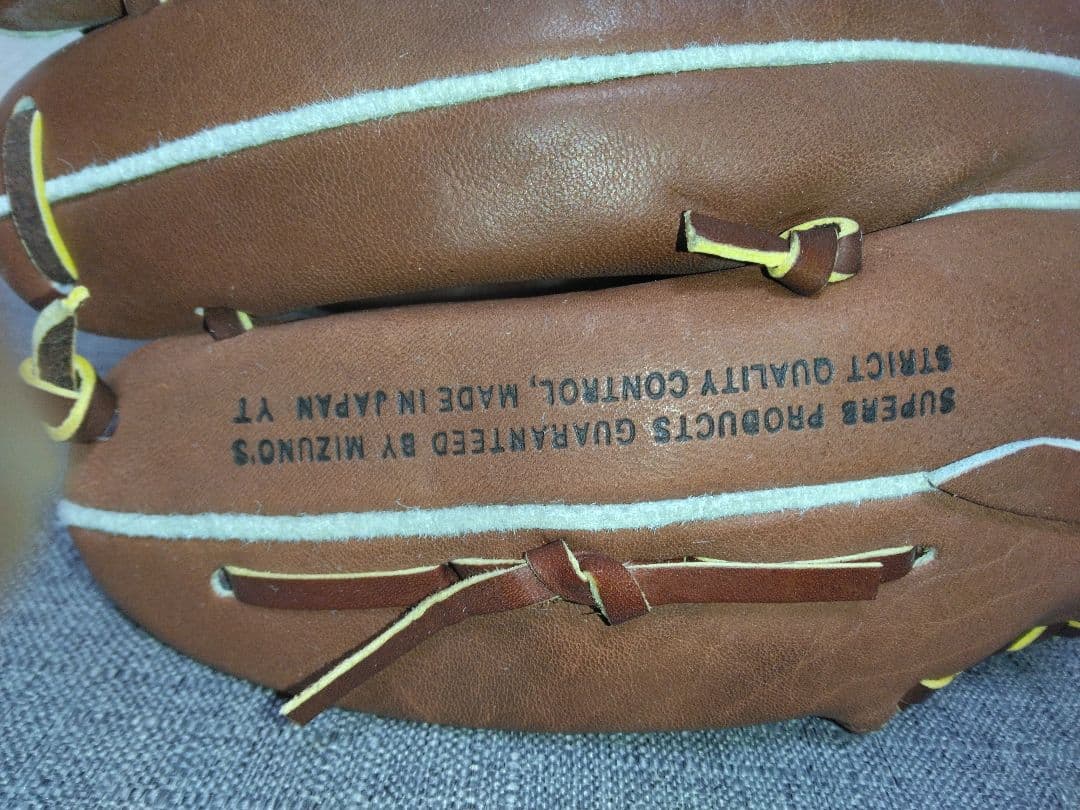 SUPERB PRODUCTS GUARANTEED BY MIZUNO'S
STRICT QUALITY CONTROL, MADE IN JAPAN YT